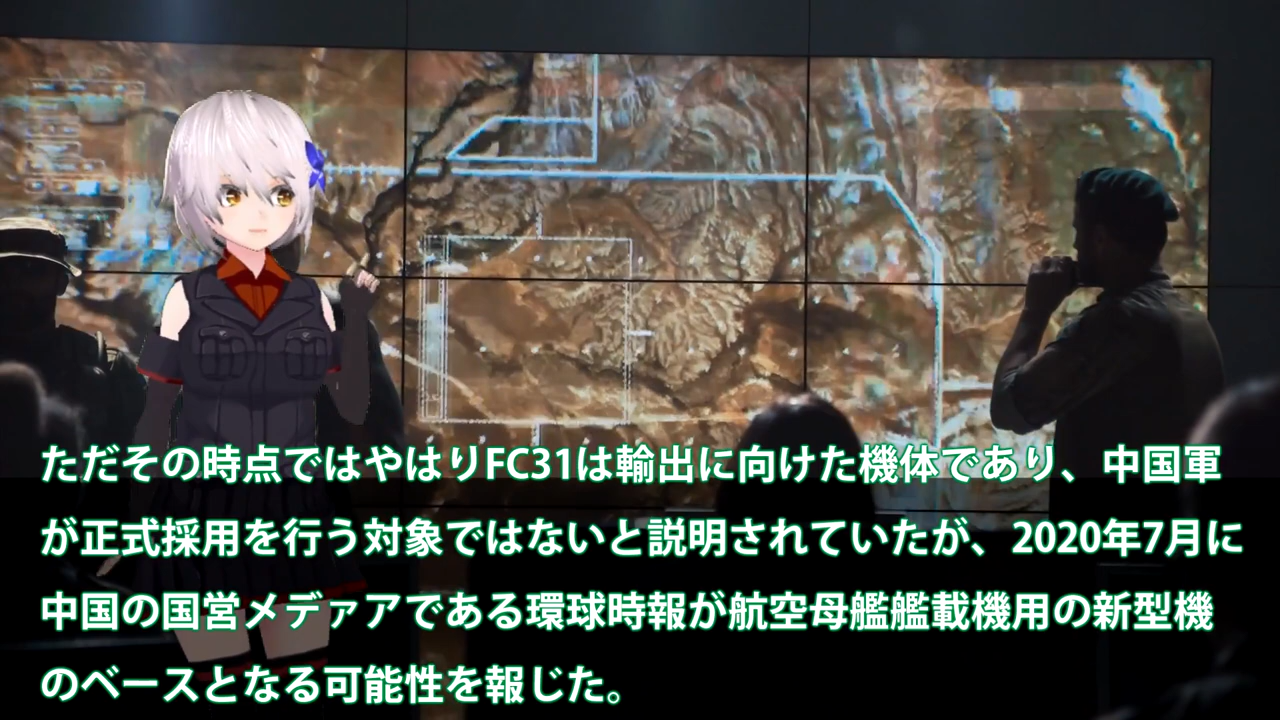 ただその時点ではやはりFC31は輸出に向けた機体であり、中国軍
が正式採用を行う対象ではないと説明されていたが、2020年7月に
中国の国営メデァアである環球時報が航空母艦艦載機用の新型機
のベースとなる可能性を報じた。